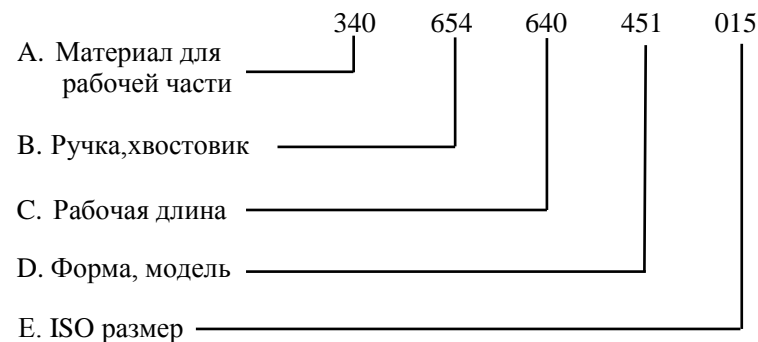 340 654 640 451 015
A. Материал для
рабочей части
B. Ручка,хвостовик
C. Рабочая длина
D. Форма, модель
E. ISO размер